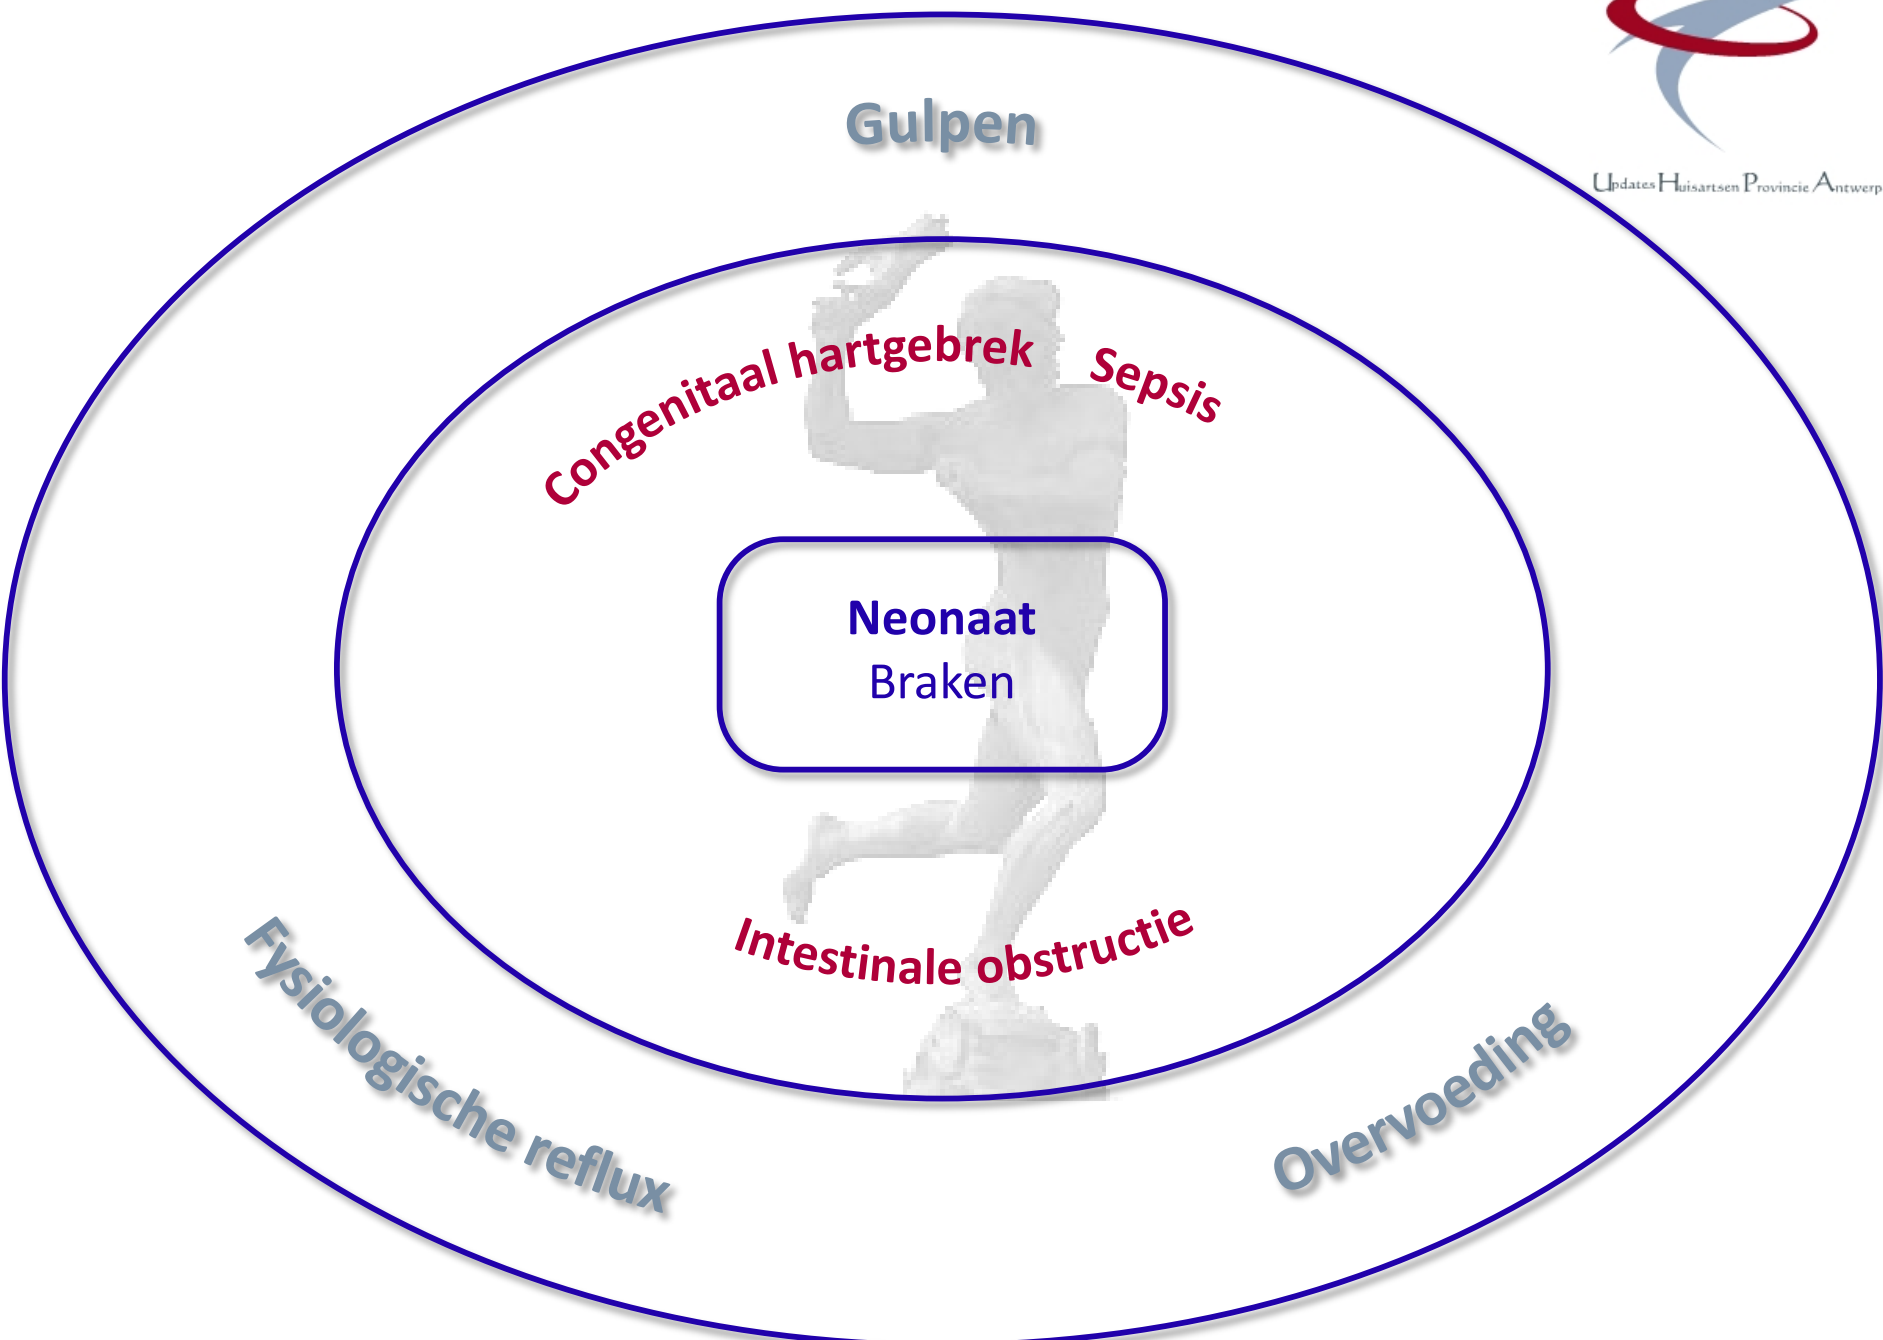 Gulpen
Updates Huisartsen Provincie Antwerp
Congenitaal hartgebrek
Sepsis
Neonaat
Braken
Intestinale obstructie
Fysiologische reflux
Overvoeding